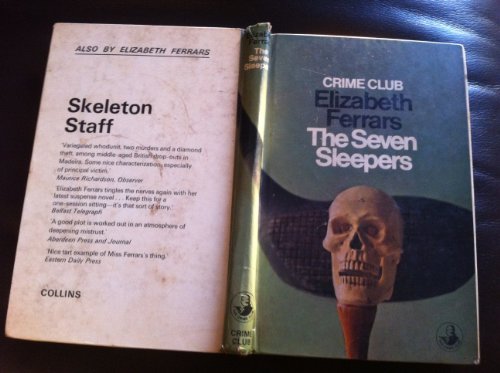 ALSO BY ELIZABETH FERRARS
Skeleton
Staff
'Variegated whodunit, two murders and a diamond
theft, among middle-aged British drop-outs in
Madeira. Some nice characterization, especially
of principal victim.'
Maurice Richardson, Observer
'Elizabeth Ferrars tingles the nerves again with her
latest suspense novel . . . Keep this for a
one-session sitting—it's that sort of story.'
Belfast Telegraph
'A good plot is worked out in an atmosphere of
deepening mistrust.'
Aberdeen Press and Journal
'Nice tart example of Miss Ferrars's thing.'
Eastern Daily Press
COLLINS
Elizabeth
Ferrars
The
Seven
Sleepers
CRIME
CLUB
CRIME CLUB
Elizabeth
Ferrars
The Seven
Sleepers